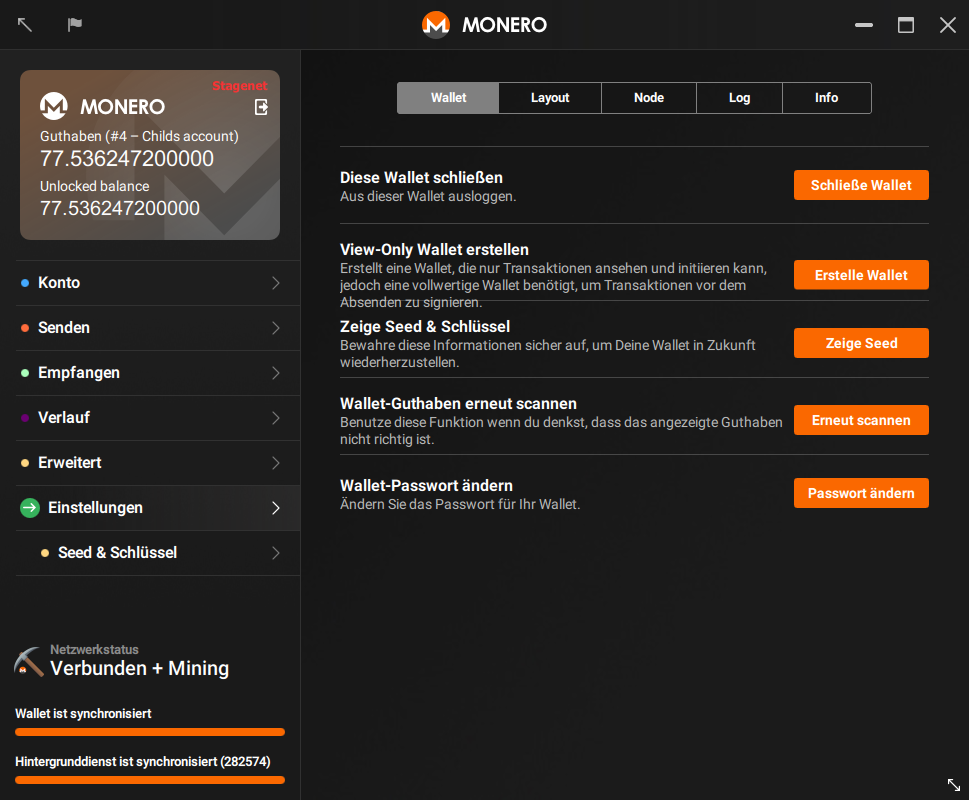 MONERO
Stagenet
MONERO
Guthaben (#4 – Childs account)
77.536247200000
Unlocked balance
77.536247200000
Konto
Senden
Empfangen
Verlauf
Erweitert
Einstellungen
Seed & Schlüssel
Netzwerkstatus
Verbunden + Mining
Wallet ist synchronisiert
Hintergrunddienst ist synchronisiert (282574)
Wallet Layout Node Log Info
Diese Wallet schließen
Aus dieser Wallet ausloggen.
Schließe Wallet
View-Only Wallet erstellen
Erstellt eine Wallet, die nur Transaktionen ansehen und initiieren kann,
jedoch eine vollwertige Wallet benötigt, um Transaktionen vor dem
Absenden zu signieren.
Erstelle Wallet
Zeige Seed & Schlüssel
Bewahre diese Informationen sicher auf, um Deine Wallet in Zukunft
wiederherzustellen.
Zeige Seed
Wallet-Guthaben erneut scannen
Benutze diese Funktion wenn du denkst, dass das angezeigte Guthaben
nicht richtig ist.
Erneut scannen
Wallet-Passwort ändern
Ändern Sie das Passwort für Ihr Wallet.
Passwort ändern